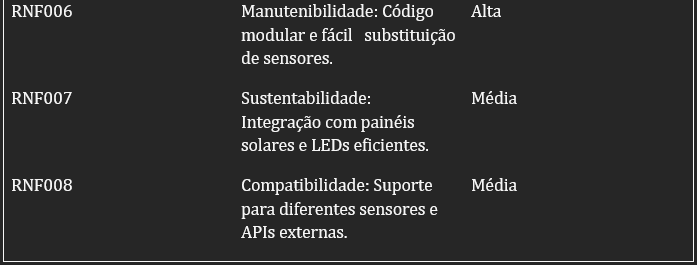 RNF006 Manutenibilidade: Código Alta
modular e fácil substituição
de sensores.
RNF007 Sustentabilidade: Média
Integração com painéis
solares e LEDs eficientes.
RNF008 Compatibilidade: Suporte Média
para diferentes sensores e
APIs externas.